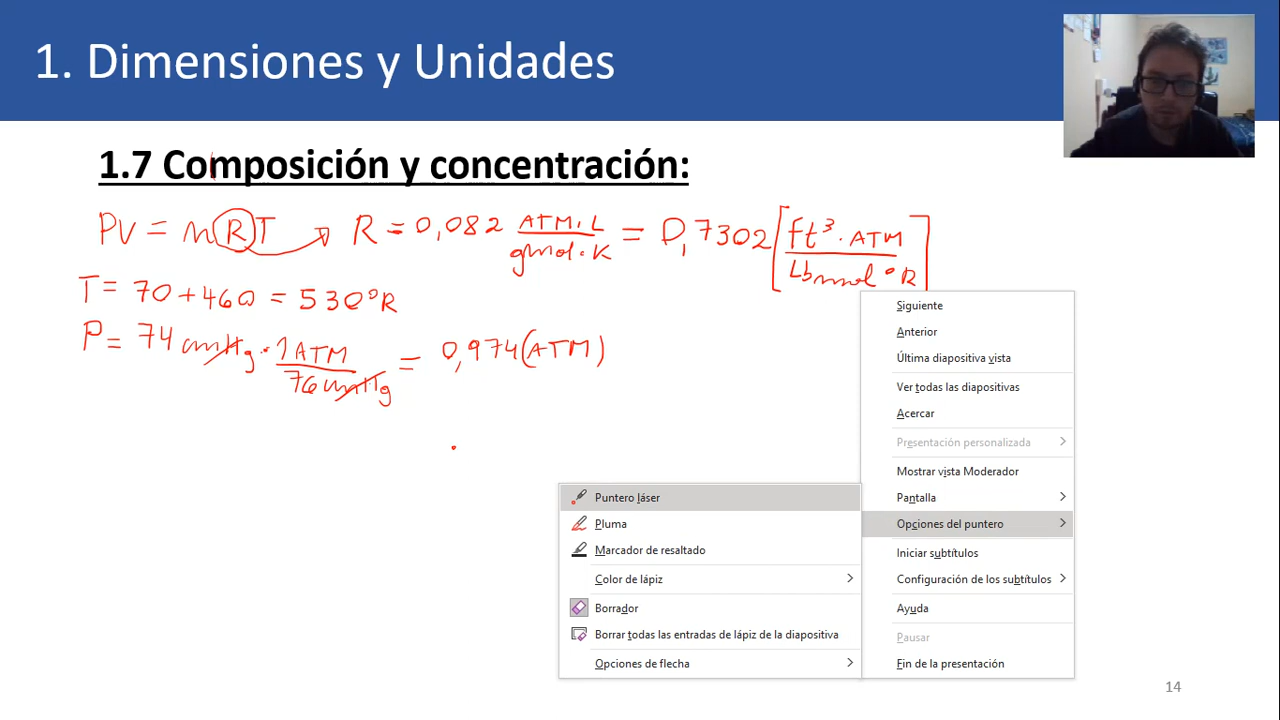 1. Dimensiones y Unidades
1.7 Composición y concentración:
PV = nRT → R = 0,082 ATM·L / gmol·K = 0,7302 [ft³·ATM / Lbmol°R]
T = 70 + 460 = 530°R
P = 74 cmHg · 1 ATM / 76 cmHg = 0,974 (ATM)
Siguiente
Anterior
Última diapositiva vista
Ver todas las diapositivas
Acercar
Presentación personalizada
Mostrar vista Moderador
Pantalla
Opciones del puntero
Iniciar subtítulos
Configuración de los subtítulos
Ayuda
Pausar
Fin de la presentación
Puntero láser
Pluma
Marcador de resaltado
Color de lápiz
Borrador
Borrar todas las entradas de lápiz de la diapositiva
Opciones de flecha
14